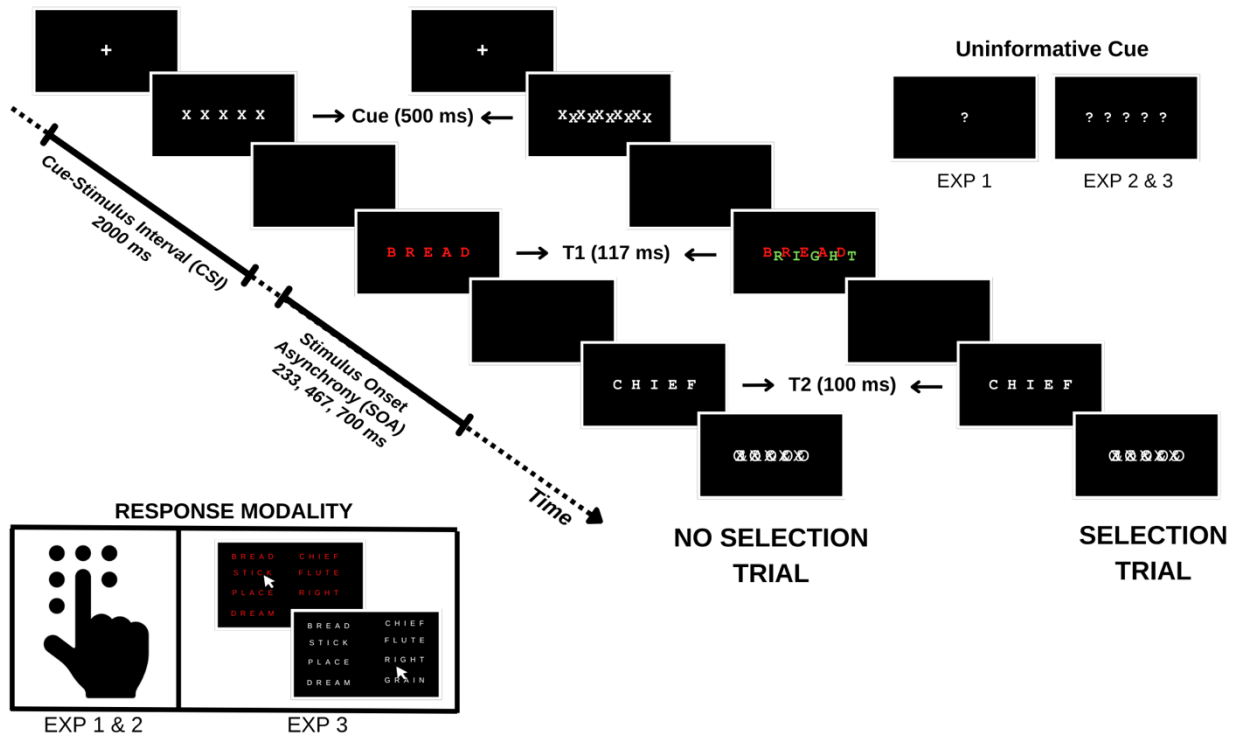 +
+
Uninformative Cue
X X X X X
Cue (500 ms)
XXXXXXXXX
?
? ? ? ? ?
EXP 1
EXP 2 & 3
Cue-Stimulus Interval (CSI)
2000 ms
B R E A D
T1 (117 ms)
BRRIEGAHDT
Stimulus Onset
Asynchrony (SOA)
233, 467, 700 ms
C H I E F
T2 (100 ms)
C H I E F
Time
NO SELECTION
TRIAL
SELECTION
TRIAL
RESPONSE MODALITY
BREAD CHIEF
STICK FLUTE
PLACE RIGHT
DREAM
BREAD CHIEF
STICK FLUTE
PLACE RIGHT
DREAM GRAIN
EXP 1 & 2
EXP 3